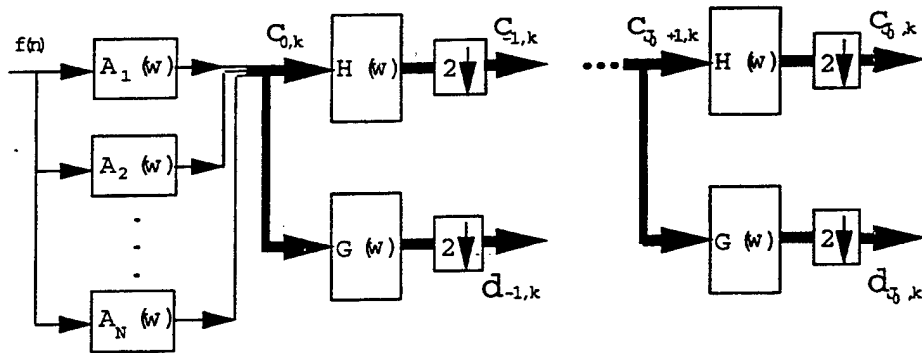 f(n)
A1 (w)
A2 (w)
AN (w)
C0,k
H (w)
2
C-1,k
G (w)
2
d-1,k
CJ0+1,k
H (w)
2
CJ0,k
G (w)
2
dJ0,k